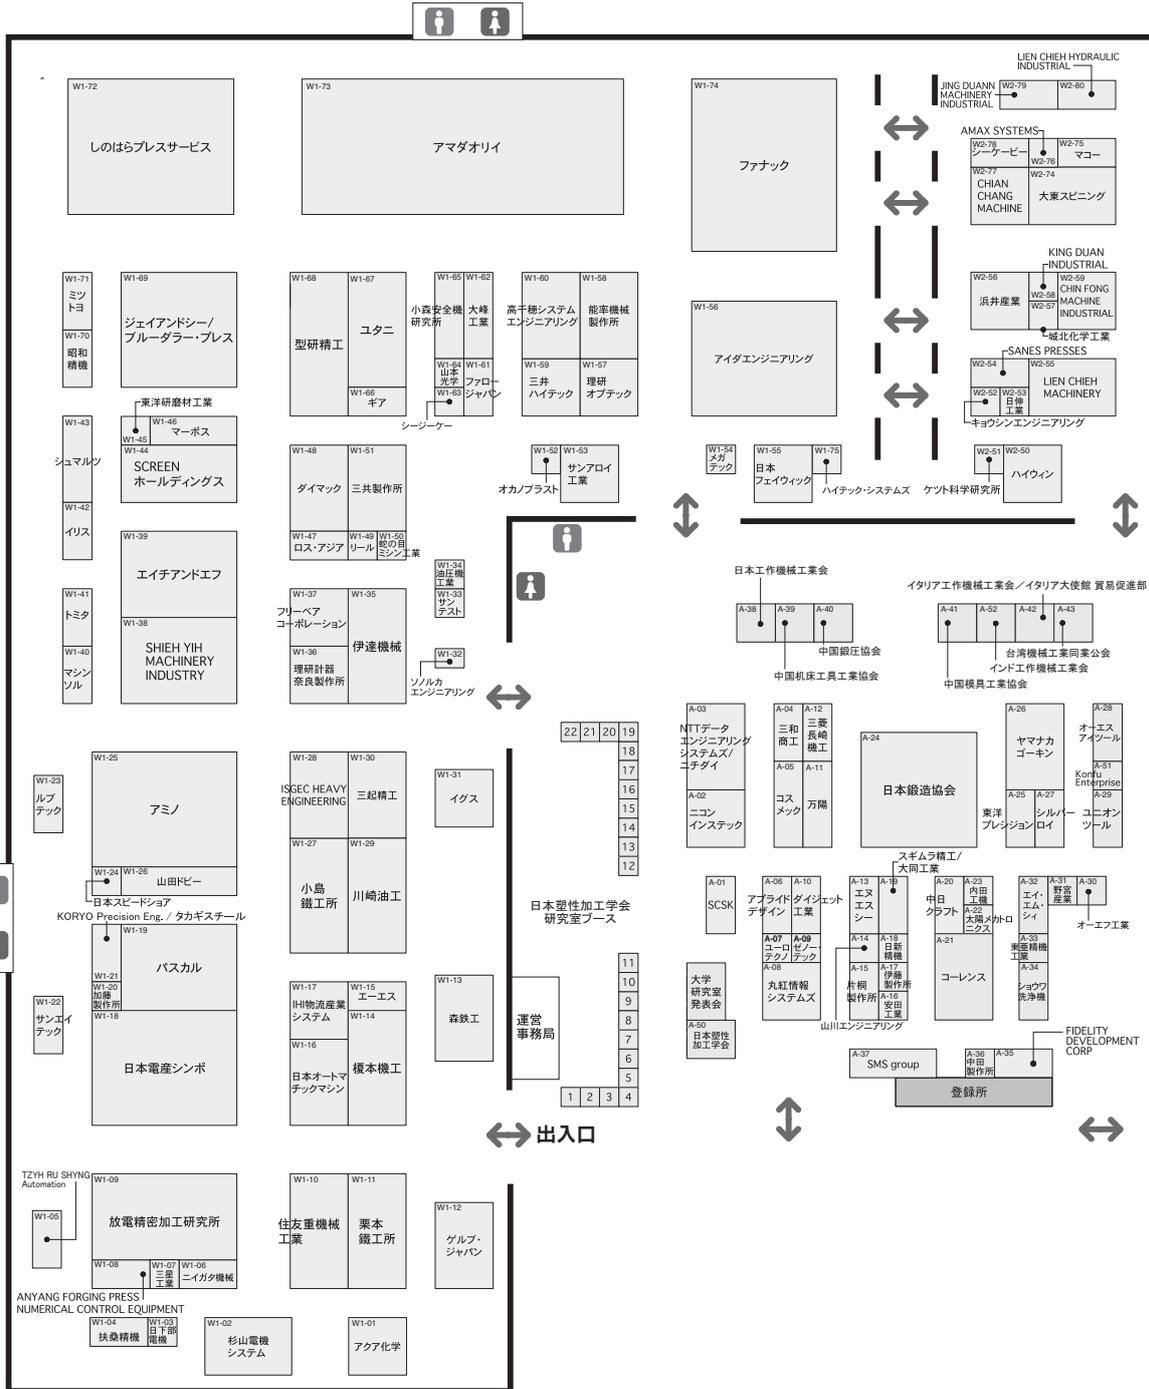 LIEN CHIEH HYDRAULIC
INDUSTRIAL
W1-72
しのはらプレスサービス
W1-73
アマダオリイ
W1-74
ファナック
JING DUANN
MACHINERY
INDUSTRIAL
W2-79
W2-80
AMAX SYSTEMS
W2-78
シーケービー
W2-76
W2-75
マコー
W2-77
CHIAN
CHANG
MACHINE
W2-74
大東スピニング
W1-71
ミツ
トヨ
W1-70
昭和
精機
W1-69
ジェイアンドシー/
ブルーダラー・プレス
W1-68
型研精工
W1-67
ユタニ
W1-66
ギア
W1-65
小森安全機
研究所
W1-62
大峰
工業
W1-64
山本
光学
W1-63
W1-61
ファロー
ジャパン
シージーケー
W1-60
高千穂システム
エンジニアリング
W1-58
能率機械
製作所
W1-59
三井
ハイテック
W1-57
理研
オプテック
W1-56
アイダエンジニアリング
KING DUAN
INDUSTRIAL
W2-56
浜井産業
W2-58
W2-57
W2-59
CHIN FONG
MACHINE
INDUSTRIAL
城北化学工業
SANES PRESSES
W2-54
W2-55
LIEN CHIEH
MACHINERY
W2-52
W2-53
日伸
工業
キョウシンエンジニアリング
東洋研磨材工業
W1-43
シュマルツ
W1-42
イリス
W1-45
W1-46
マーポス
W1-44
SCREEN
ホールディングス
W1-48
ダイマック
W1-51
三共製作所
W1-47
ロス・アジア
W1-49
リール
W1-50
蛇の目
ミシン工業
W1-52
オカノブラスト
W1-53
サンアロイ
工業
W1-54
メガ
テック
W1-55
日本
フェイウィック
W1-75
ハイテック・システムズ
W2-51
ケツト科学研究所
W2-50
ハイウィン
W1-41
トミタ
W1-40
マシン
ソル
W1-39
エイチアンドエフ
W1-38
SHIEH YIH
MACHINERY
INDUSTRY
W1-37
フリーベア
コーポレーション
W1-36
理研計器
奈良製作所
W1-35
伊達機械
W1-34
油圧機
工業
W1-33
サン
テスト
W1-32
ソノルカ
エンジニアリング
日本工作機械工業会
イタリア工作機械工業会／イタリア大使館 貿易促進部
A-38
A-39
A-40
中国鍛圧協会
中国机床工具工業協会
A-41
A-52
A-42
A-43
台湾機械工業同業公会
インド工作機械工業会
中国模具工業協会
W1-23
ルブ
テック
W1-25
アミノ
W1-24
W1-26
山田ドビー
日本スピードショア
W1-28
ISGEC HEAVY
ENGINEERING
W1-30
三起精工
W1-27
小島
鐵工所
W1-29
川崎油工
W1-31
イグス
22 21 20 19
18
17
16
15
14
13
12
日本塑性加工学会
研究室ブース
11
10
9
8
7
6
5
1 2 3 4
A-03
NTTデータ
エンジニアリング
システムズ/
ニチダイ
A-02
ニコン
インステック
A-04
三和
商工
A-12
三菱
長崎
機工
A-05
コス
メック
A-11
万陽
A-24
日本鍛造協会
A-26
ヤマナカ
ゴーキン
A-25
東洋
プレシジョン
A-27
シルバー
ロイ
A-28
オーエス
アイツール
A-51
Konfu
Enterprise
A-29
ユニオン
ツール
スギムラ精工/
大同工業
A-01
SCSK
A-06
アプライド
デザイン
A-10
ダイジェット
工業
A-07
ユーロ
テクノ
A-09
ゼノー・
テック
A-08
丸紅情報
システムズ
A-13
エヌ
エス
シー
A-19
A-14
A-18
日新
精機
A-15
片桐
製作所
A-17
伊藤
製作所
A-16
安田
工業
山川エンジニアリング
A-20
中日
クラフト
A-23
内田
工機
A-22
太陽メカトロ
ニクス
A-21
コーレンス
A-32
エイ・
エム・
シィ
A-31
野宮
産業
A-30
オーエフ工業
A-33
東亜精機
工業
A-34
ショウワ
洗浄機
大学
研究室
発表会
A-50
日本塑性
加工学会
A-37
SMS group
A-36
中田
製作所
A-35
FIDELITY
DEVELOPMENT
CORP
登録所
KORYO Precision Eng. / タカギスチール
W1-22
サンエイ
テック
W1-21
W1-19
パスカル
W1-20
加藤
製作所
W1-18
日本電産シンポ
W1-17
IHI物流産業
システム
W1-15
エーエス
W1-16
日本オートマ
チックマシン
W1-14
榎本機工
W1-13
森鉄工
運営
事務局
出入口
TZYH RU SHYNG
Automation
W1-05
W1-09
放電精密加工研究所
W1-08
W1-07
三星
工業
W1-06
ニイガタ機械
ANYANG FORGING PRESS
NUMERICAL CONTROL EQUIPMENT
W1-10
住友重機械
工業
W1-11
栗本
鐵工所
W1-12
ゲルブ・
ジャパン
W1-04
扶桑精機
W1-03
日下部
電機
W1-02
杉山電機
システム
W1-01
アクア化学